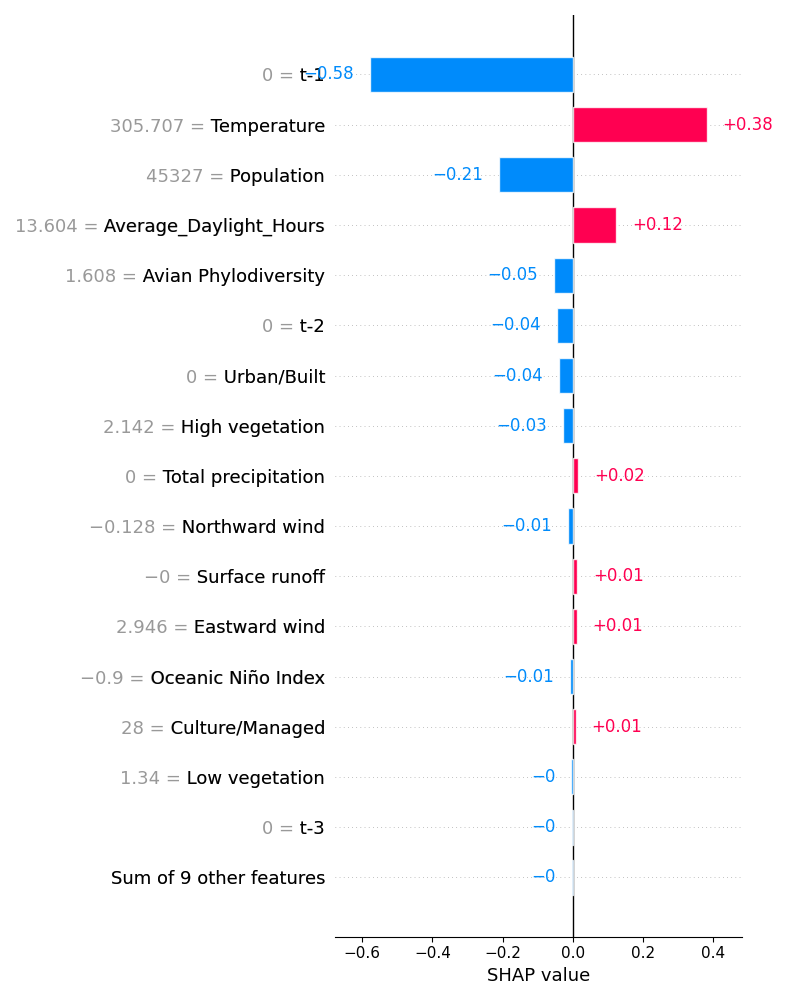 0 = t-1 −0.58
305.707 = Temperature +0.38
45327 = Population −0.21
13.604 = Average_Daylight_Hours +0.12
1.608 = Avian Phylodiversity −0.05
0 = t-2 −0.04
0 = Urban/Built −0.04
2.142 = High vegetation −0.03
0 = Total precipitation +0.02
−0.128 = Northward wind −0.01
−0 = Surface runoff +0.01
2.946 = Eastward wind +0.01
−0.9 = Oceanic Niño Index −0.01
28 = Culture/Managed +0.01
1.34 = Low vegetation −0
0 = t-3 −0
Sum of 9 other features −0
−0.6 −0.4 −0.2 0.0 0.2 0.4
SHAP value